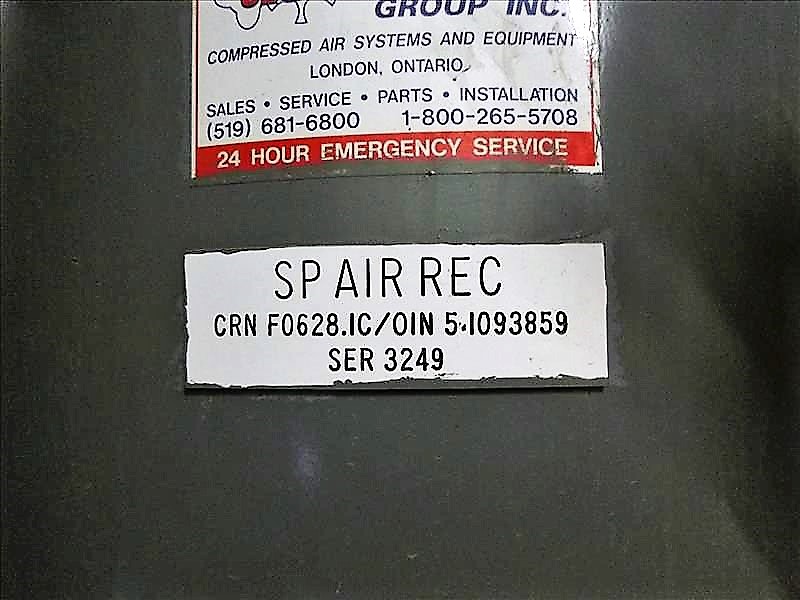 GROUP INC.
COMPRESSED AIR SYSTEMS AND EQUIPMENT
LONDON, ONTARIO
SALES • SERVICE • PARTS • INSTALLATION
(519) 681-6800 1-800-265-5708
24 HOUR EMERGENCY SERVICE
SP AIR REC
CRN F0628.1C/OIN 5-1093859
SER 3249